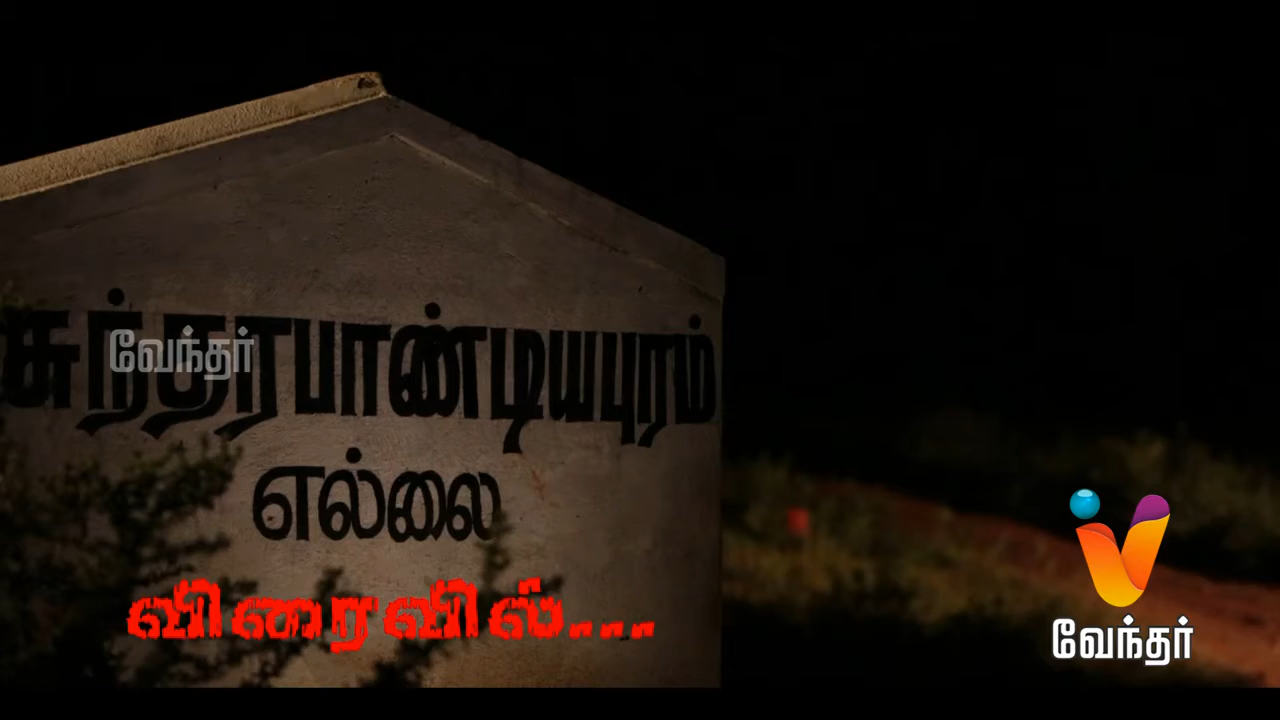 சுந்தரபாண்டியபுரம்
வேந்தர்
எல்லை
விரைவில்...
வேந்தர்